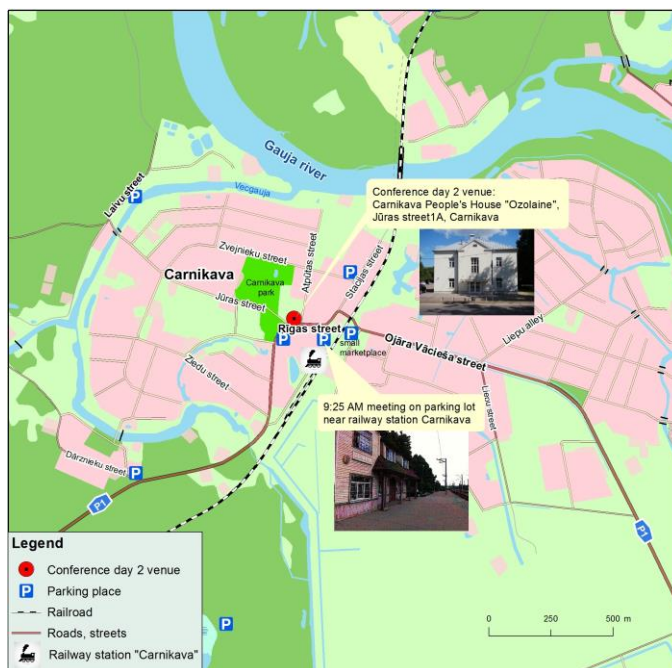 Gauja river
Vecgauja
Laivu street
Conference day 2 venue:
Carnikava People's House "Ozolaine",
Jūras street1A, Carnikava
Zvejnieku street
Atpūtas street
Stacijas street
Carnikava
Carnikava
park
Jūras street
Rīgas street
small
marketplace
Ojāra Vācieša street
Liepu alley
Liepu street
Ziedu street
9:25 AM meeting on parking lot
near railway station Carnikava
Dārznieku street
P1
P1
P
P
P
P
P
P
P
Legend
Conference day 2 venue
P Parking place
Railroad
Roads, streets
Railway station "Carnikava"
0 250 500 m